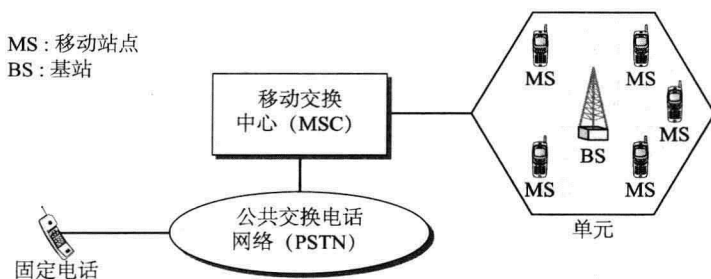 MS : 移动站点
BS : 基站
移动交换
中心（MSC）
MS
MS
MS
BS
MS
MS
单元
公共交换电话
网络（PSTN）
固定电话